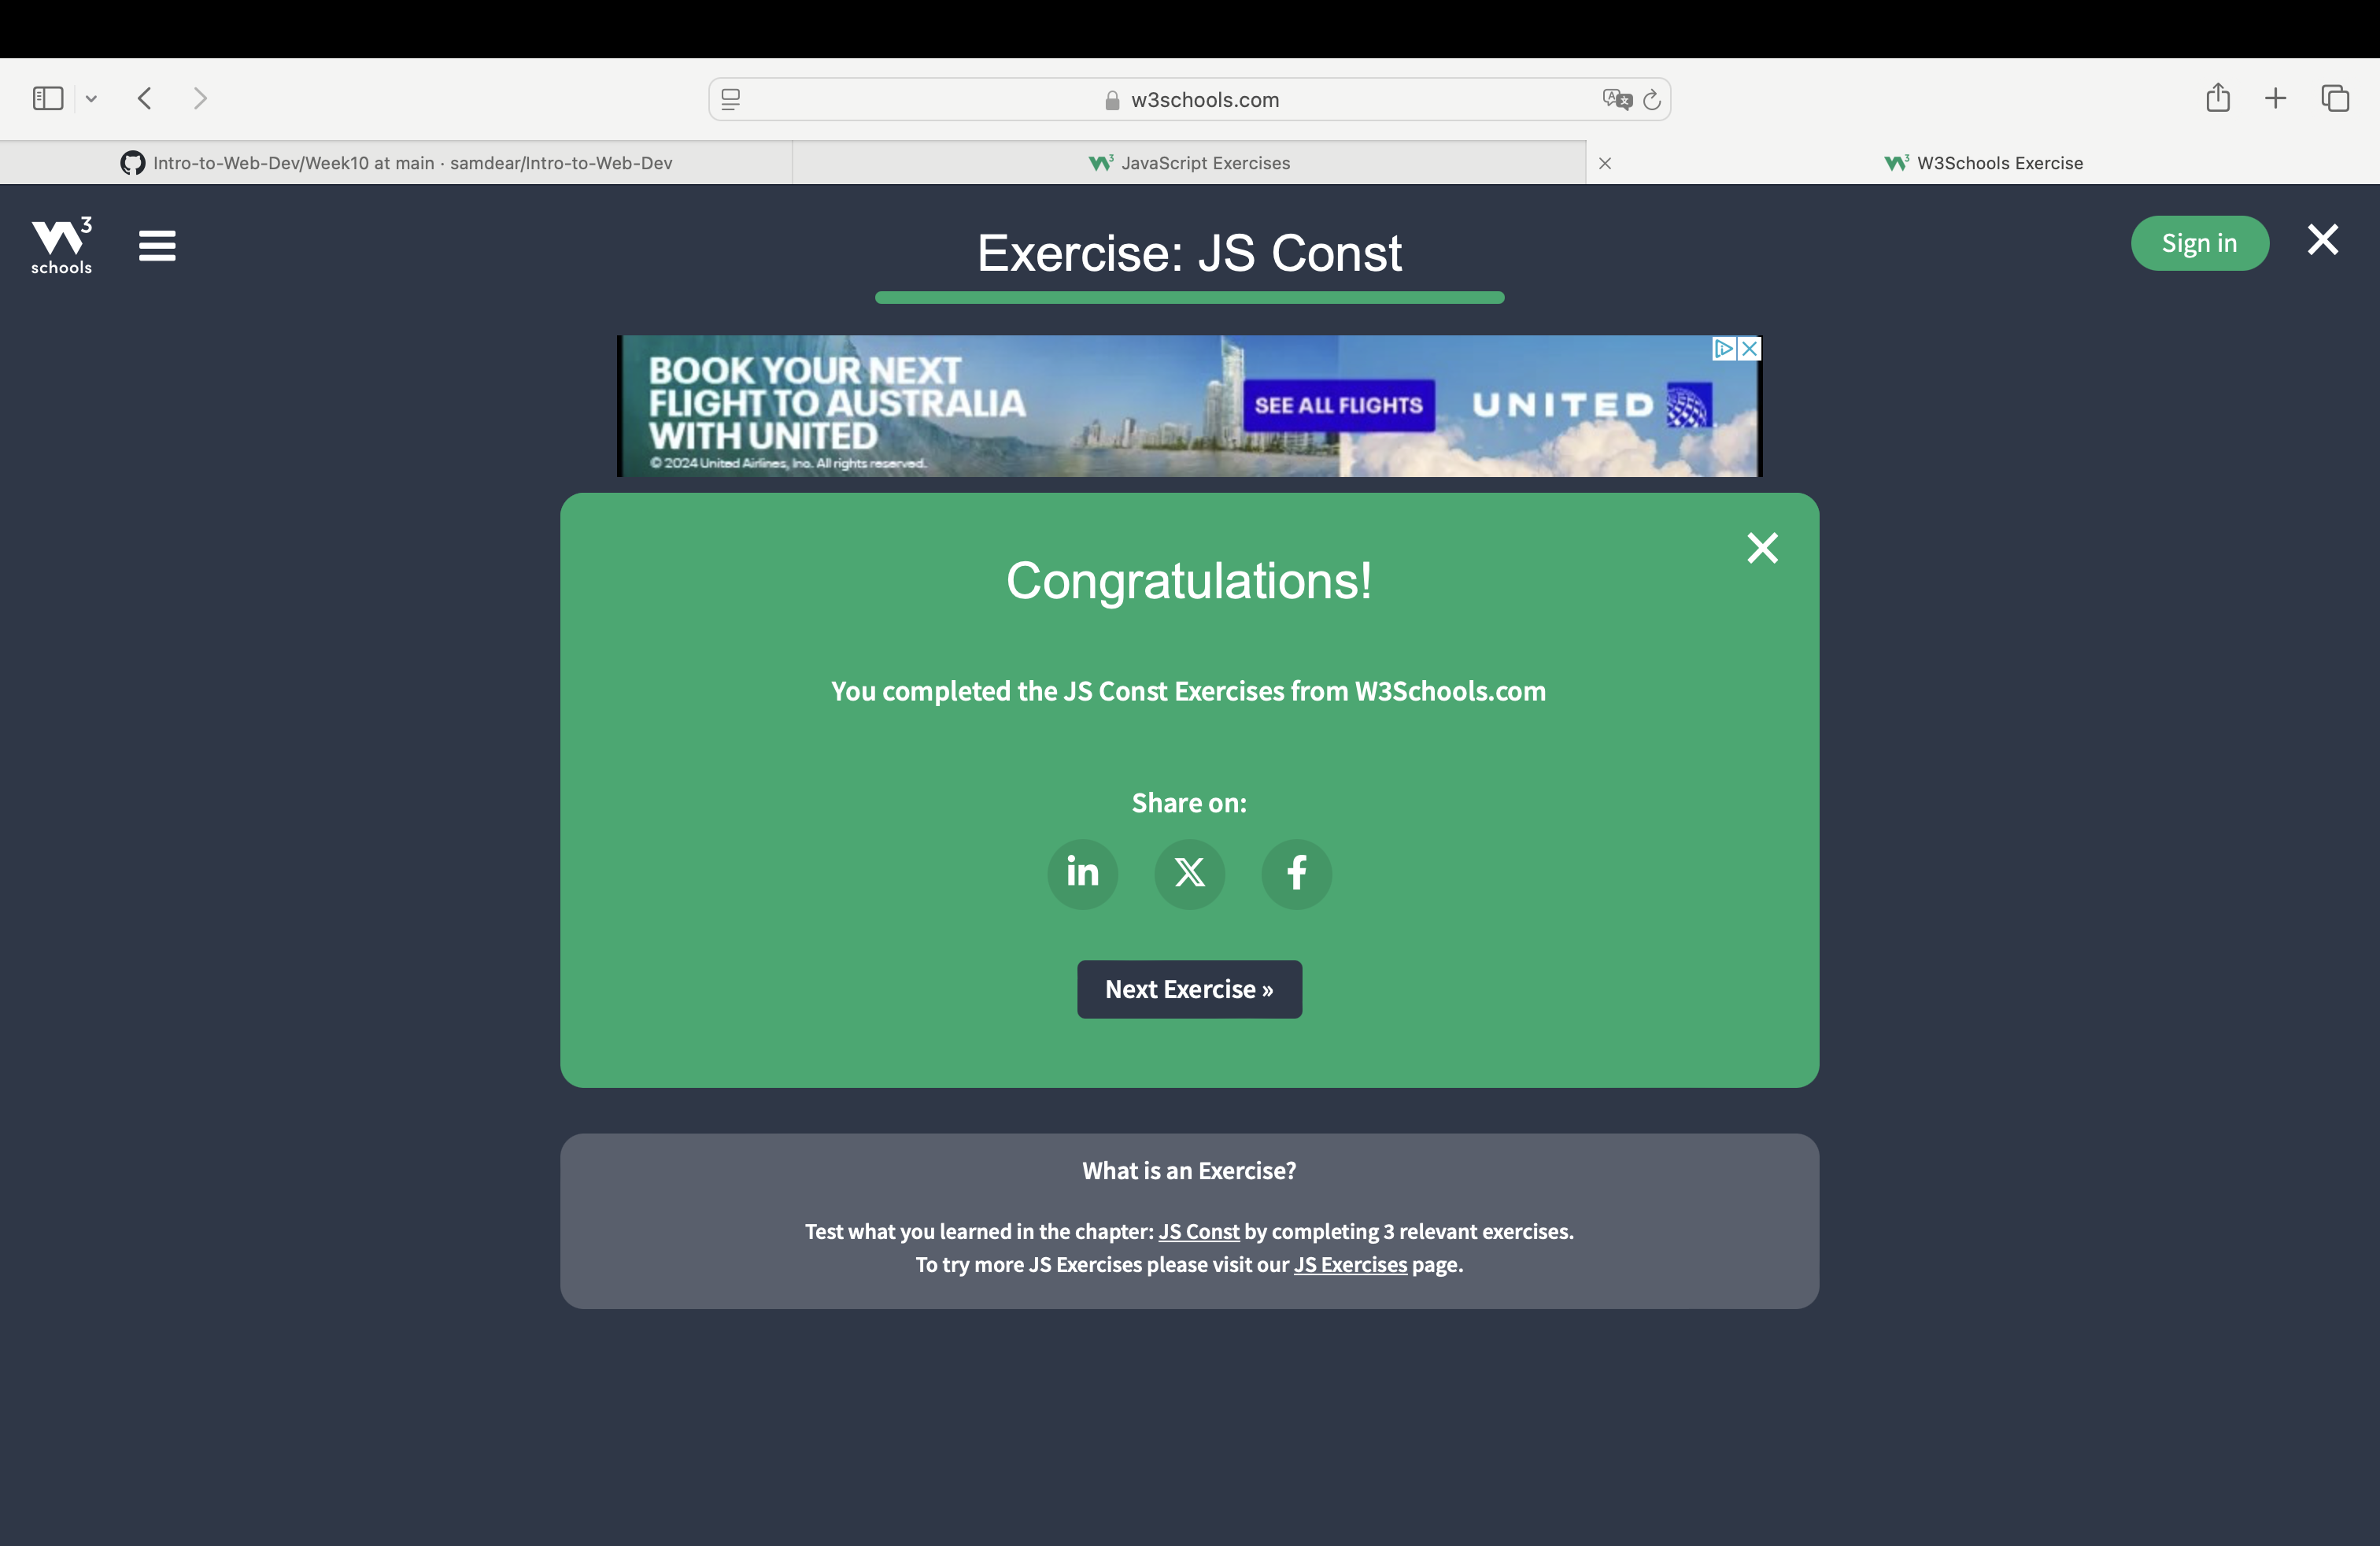 w3schools.com
Intro-to-Web-Dev/Week10 at main · samdear/Intro-to-Web-Dev
JavaScript Exercises
W3Schools Exercise
3
schools
Exercise: JS Const
Sign in
BOOK YOUR NEXT
FLIGHT TO AUSTRALIA
WITH UNITED
© 2024 United Airlines, Inc. All rights reserved.
SEE ALL FLIGHTS
UNITED
Congratulations!
You completed the JS Const Exercises from W3Schools.com
Share on:
in
X
f
Next Exercise »
What is an Exercise?
Test what you learned in the chapter: JS Const by completing 3 relevant exercises.
To try more JS Exercises please visit our JS Exercises page.